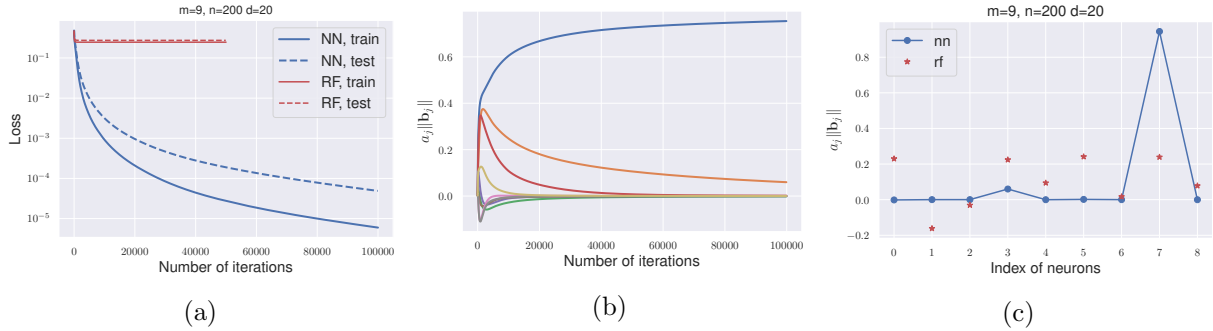 m=9, n=200 d=20
Loss
10⁻¹
10⁻²
10⁻³
10⁻⁴
10⁻⁵
NN, train
NN, test
RF, train
RF, test
0 20000 40000 60000 80000 100000
Number of iterations
(a)
a_j‖b_j‖
0.6
0.4
0.2
0.0
0 20000 40000 60000 80000 100000
Number of iterations
(b)
m=9, n=200 d=20
a_j‖b_j‖
0.8
0.6
0.4
0.2
0.0
−0.2
nn
rf
0 1 2 3 4 5 6 7 8
Index of neurons
(c)